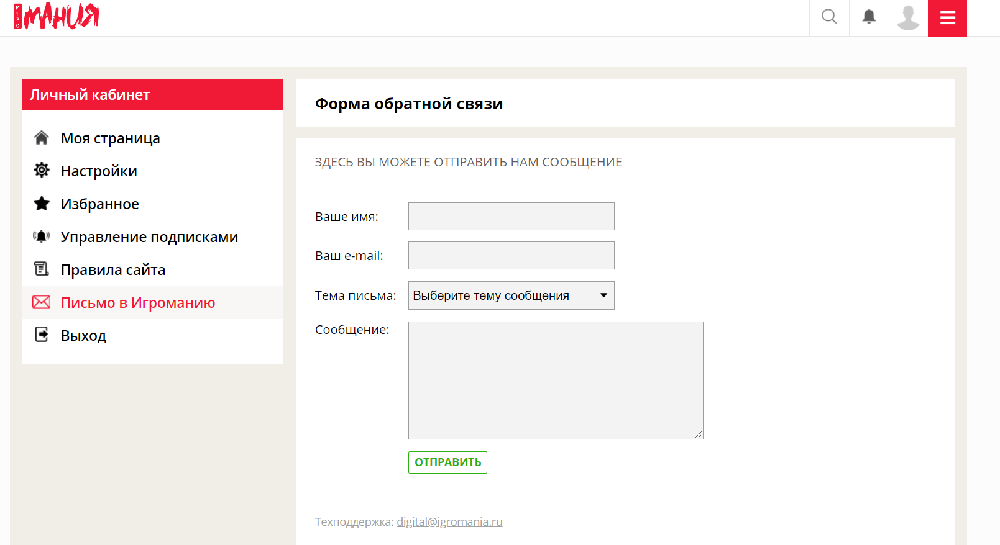 ИГРО
МАНИЯ
Личный кабинет
Моя страница
Настройки
Избранное
Управление подписками
Правила сайта
Письмо в Игроманию
Выход
Форма обратной связи
ЗДЕСЬ ВЫ МОЖЕТЕ ОТПРАВИТЬ НАМ СООБЩЕНИЕ
Ваше имя:
Ваш e-mail:
Тема письма: Выберите тему сообщения
Сообщение:
ОТПРАВИТЬ
Техподдержка: digital@igromania.ru